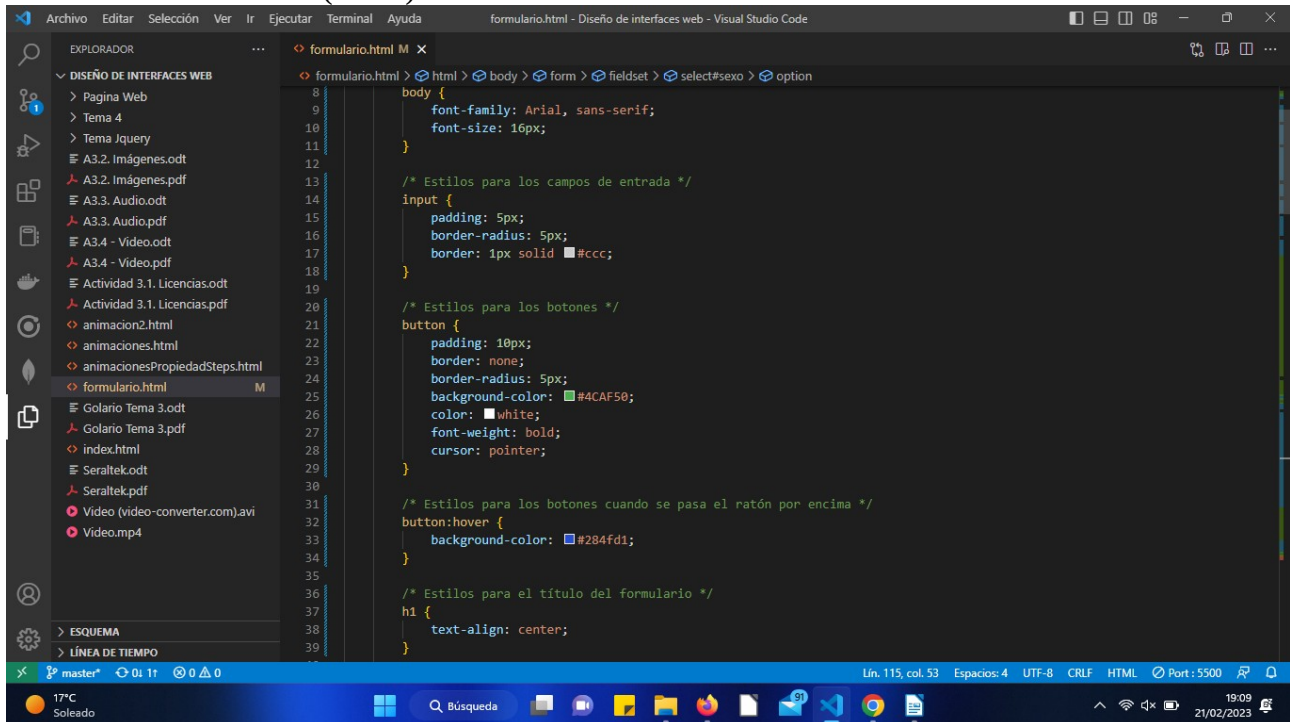 Archivo Editar Selección Ver Ir Ejecutar Terminal Ayuda formulario.html - Diseño de interfaces web - Visual Studio Code
EXPLORADOR ...
DISEÑO DE INTERFACES WEB
> Pagina Web
> Tema 4
> Tema Jquery
A3.2. Imágenes.odt
A3.2. Imágenes.pdf
A3.3. Audio.odt
A3.3. Audio.pdf
A3.4 - Video.odt
A3.4 - Video.pdf
Actividad 3.1. Licencias.odt
Actividad 3.1. Licencias.pdf
animacion2.html
animaciones.html
animacionesPropiedadSteps.html
formulario.html M
Golario Tema 3.odt
Golario Tema 3.pdf
index.html
Seraltek.odt
Seraltek.pdf
Video (video-converter.com).avi
Video.mp4
> ESQUEMA
> LÍNEA DE TIEMPO
1
formulario.html M ×
formulario.html > html > body > form > fieldset > select#sexo > option
8 body {
9 font-family: Arial, sans-serif;
10 font-size: 16px;
11 }
12
13 /* Estilos para los campos de entrada */
14 input {
15 padding: 5px;
16 border-radius: 5px;
17 border: 1px solid #ccc;
18 }
19
20 /* Estilos para los botones */
21 button {
22 padding: 10px;
23 border: none;
24 border-radius: 5px;
25 background-color: #4CAF50;
26 color: white;
27 font-weight: bold;
28 cursor: pointer;
29 }
30
31 /* Estilos para los botones cuando se pasa el ratón por encima */
32 button:hover {
33 background-color: #284fd1;
34 }
35
36 /* Estilos para el título del formulario */
37 h1 {
38 text-align: center;
39 }
master* 0↓ 1↑ 0 0 Lín. 115, col. 53 Espacios: 4 UTF-8 CRLF HTML Port : 5500
17°C
Soleado
Búsqueda
91
19:09
21/02/2023